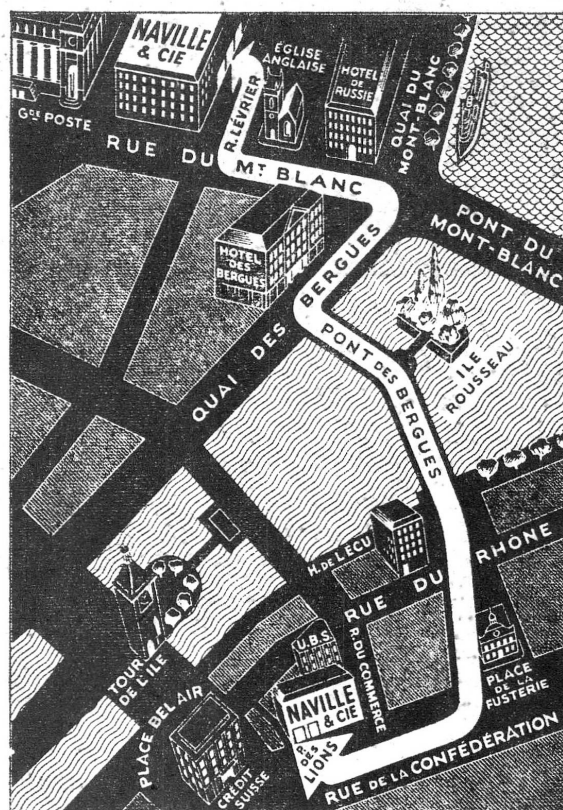 NAVILLE
& CIE
ÉGLISE
ANGLAISE
HOTEL
DE
RUSSIE
QUAI DU
MONT-BLANC
GDE POSTE
R. LÉVRIER
RUE DU
MT BLANC
PONT DU
MONT-BLANC
HOTEL
DES
BERGUES
QUAI DES BERGUES
PONT DES BERGUES
ILE
ROUSSEAU
H. DE L'ÉCU
RUE DU RHÔNE
TOUR
DE L'ILE
PLACE BEL AIR
U.B.S.
R. DU COMMERCE
PLACE
DE LA
FUSTERIE
NAVILLE
& CIE
R. DES
LIONS
CRÉDIT
SUISSE
RUE DE LA CONFÉDÉRATION